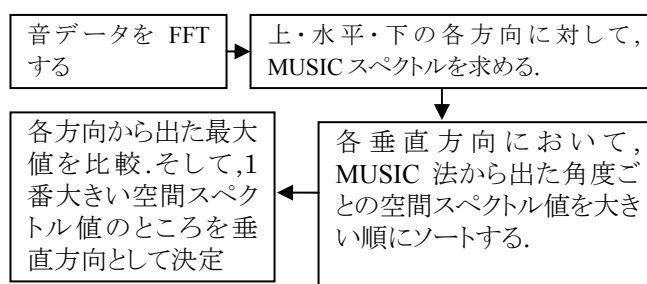 音データを FFT
する
上・水平・下の各方向に対して,
MUSIC スペクトルを求める.
各垂直方向において,
MUSIC 法から出た角度ご
との空間スペクトル値を大き
い順にソートする.
各方向から出た最大
値を比較.そして,1
番大きい空間スペク
トル値のところを垂
直方向として決定